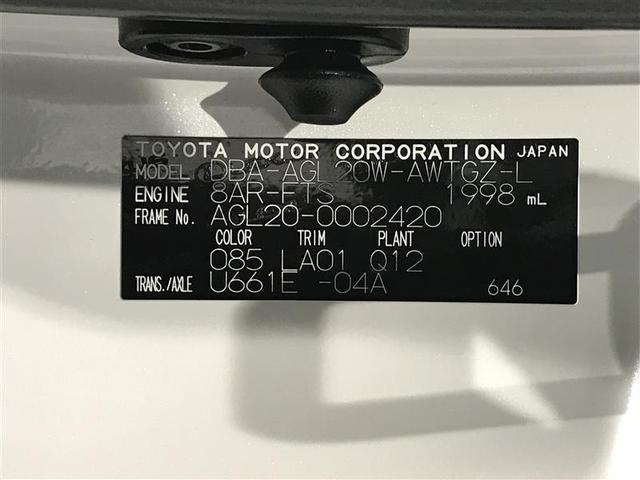 TOYOTA MOTOR CORPORATION JAPAN
MODEL DBA-AGL20W-AWTGZ-L
ENGINE 8AR-FTS 1998 mL
FRAME No. AGL20-0002420
COLOR TRIM PLANT OPTION
085 LA01 Q12
TRANS./AXLE U661E -04A 646